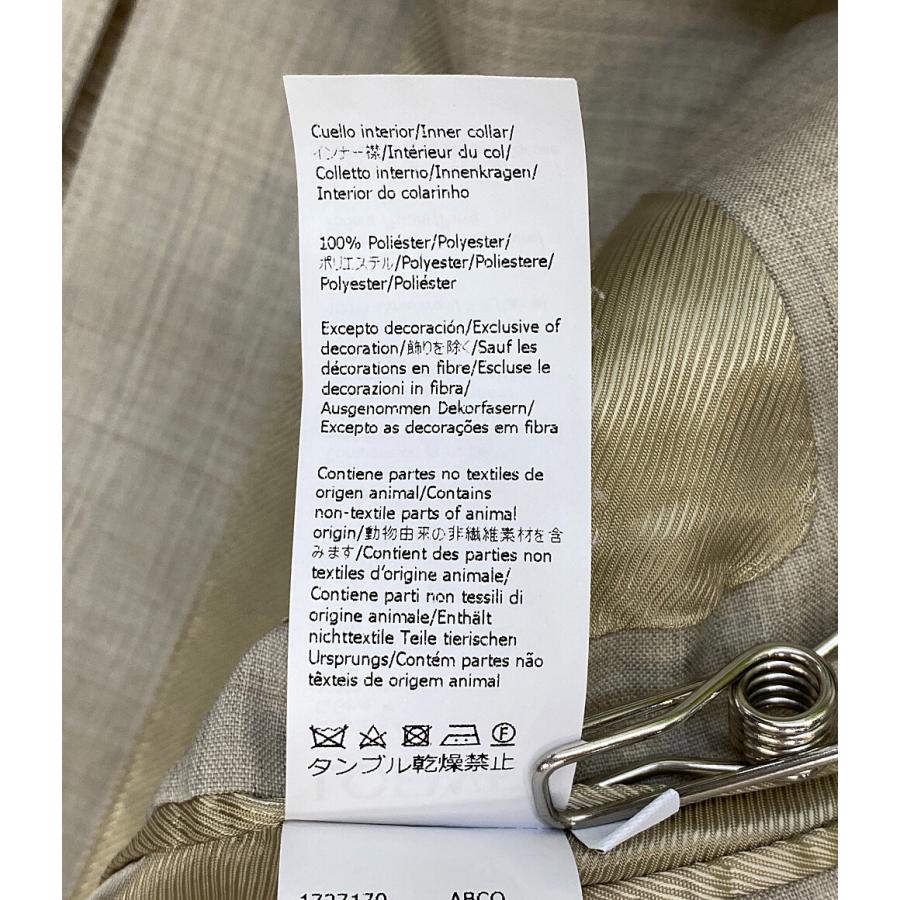 Cuello interior/Inner collar/
インナー襟/Intérieur du col/
Colletto interno/Innenkragen/
Interior do colarinho
100% Poliéster/Polyester/
ポリエステル/Polyester/Poliestere/
Polyester/Poliéster
Excepto decoración/Exclusive of
decoration/飾りを除く/Sauf les
décorations en fibre/Escluse le
decorazioni in fibra/
Ausgenommen Dekorfasern/
Excepto as decorações em fibra
Contiene partes no textiles de
origen animal/Contains
non-textile parts of animal
origin/動物由来の非繊維素材を含
みます/Contient des parties non
textiles d'origine animale/
Contiene parti non tessili di
origine animale/Enthält
nichttextile Teile tierischen
Ursprungs/Contém partes não
têxteis de origem animal
F
タンブル乾燥禁止
1727170 ABCO